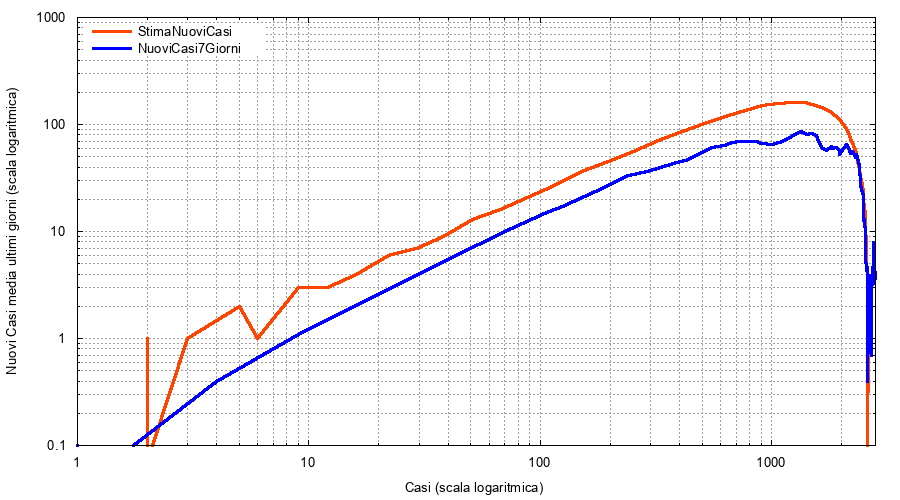 1000
StimaNuoviCasi
NuoviCasi7Giorni
100
10
1
0.1
Nuovi Casi media ultimi giorni (scala logaritmica)
1 10 100 1000
Casi (scala logaritmica)